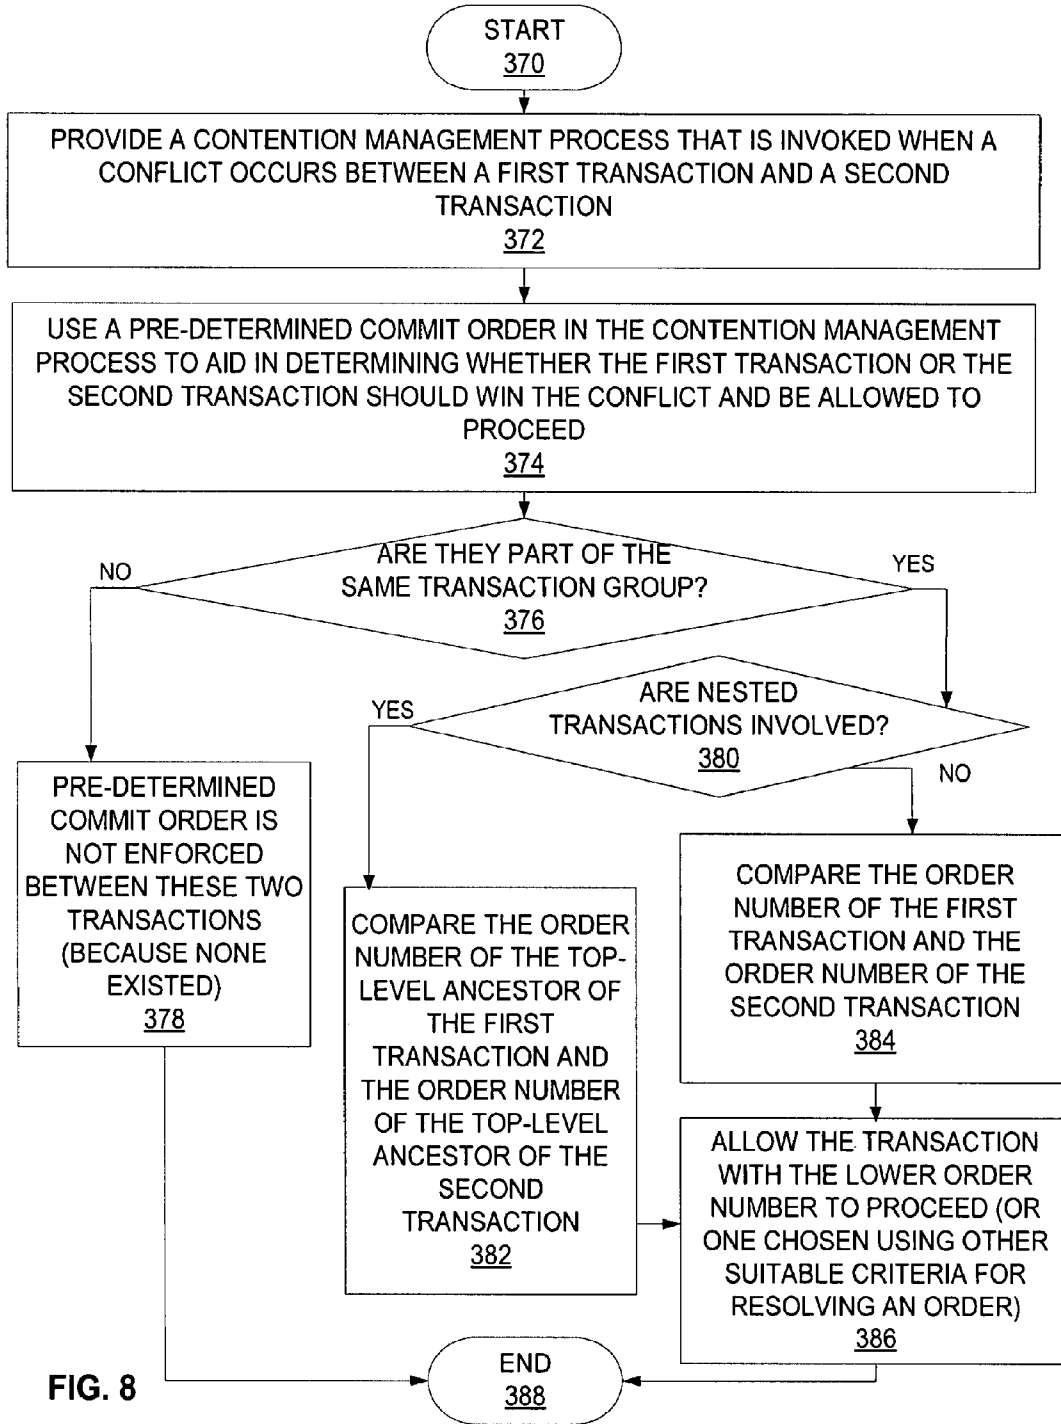 START
370
PROVIDE A CONTENTION MANAGEMENT PROCESS THAT IS INVOKED WHEN A
CONFLICT OCCURS BETWEEN A FIRST TRANSACTION AND A SECOND
TRANSACTION
372
USE A PRE-DETERMINED COMMIT ORDER IN THE CONTENTION MANAGEMENT
PROCESS TO AID IN DETERMINING WHETHER THE FIRST TRANSACTION OR THE
SECOND TRANSACTION SHOULD WIN THE CONFLICT AND BE ALLOWED TO
PROCEED
374
ARE THEY PART OF THE
SAME TRANSACTION GROUP?
376
NO
YES
ARE NESTED
TRANSACTIONS INVOLVED?
380
YES
NO
PRE-DETERMINED
COMMIT ORDER IS
NOT ENFORCED
BETWEEN THESE TWO
TRANSACTIONS
(BECAUSE NONE
EXISTED)
378
COMPARE THE ORDER
NUMBER OF THE TOP-
LEVEL ANCESTOR OF
THE FIRST
TRANSACTION AND
THE ORDER NUMBER
OF THE TOP-LEVEL
ANCESTOR OF THE
SECOND
TRANSACTION
382
COMPARE THE ORDER
NUMBER OF THE FIRST
TRANSACTION AND THE
ORDER NUMBER OF THE
SECOND TRANSACTION
384
ALLOW THE TRANSACTION
WITH THE LOWER ORDER
NUMBER TO PROCEED (OR
ONE CHOSEN USING OTHER
SUITABLE CRITERIA FOR
RESOLVING AN ORDER)
386
END
388
FIG. 8